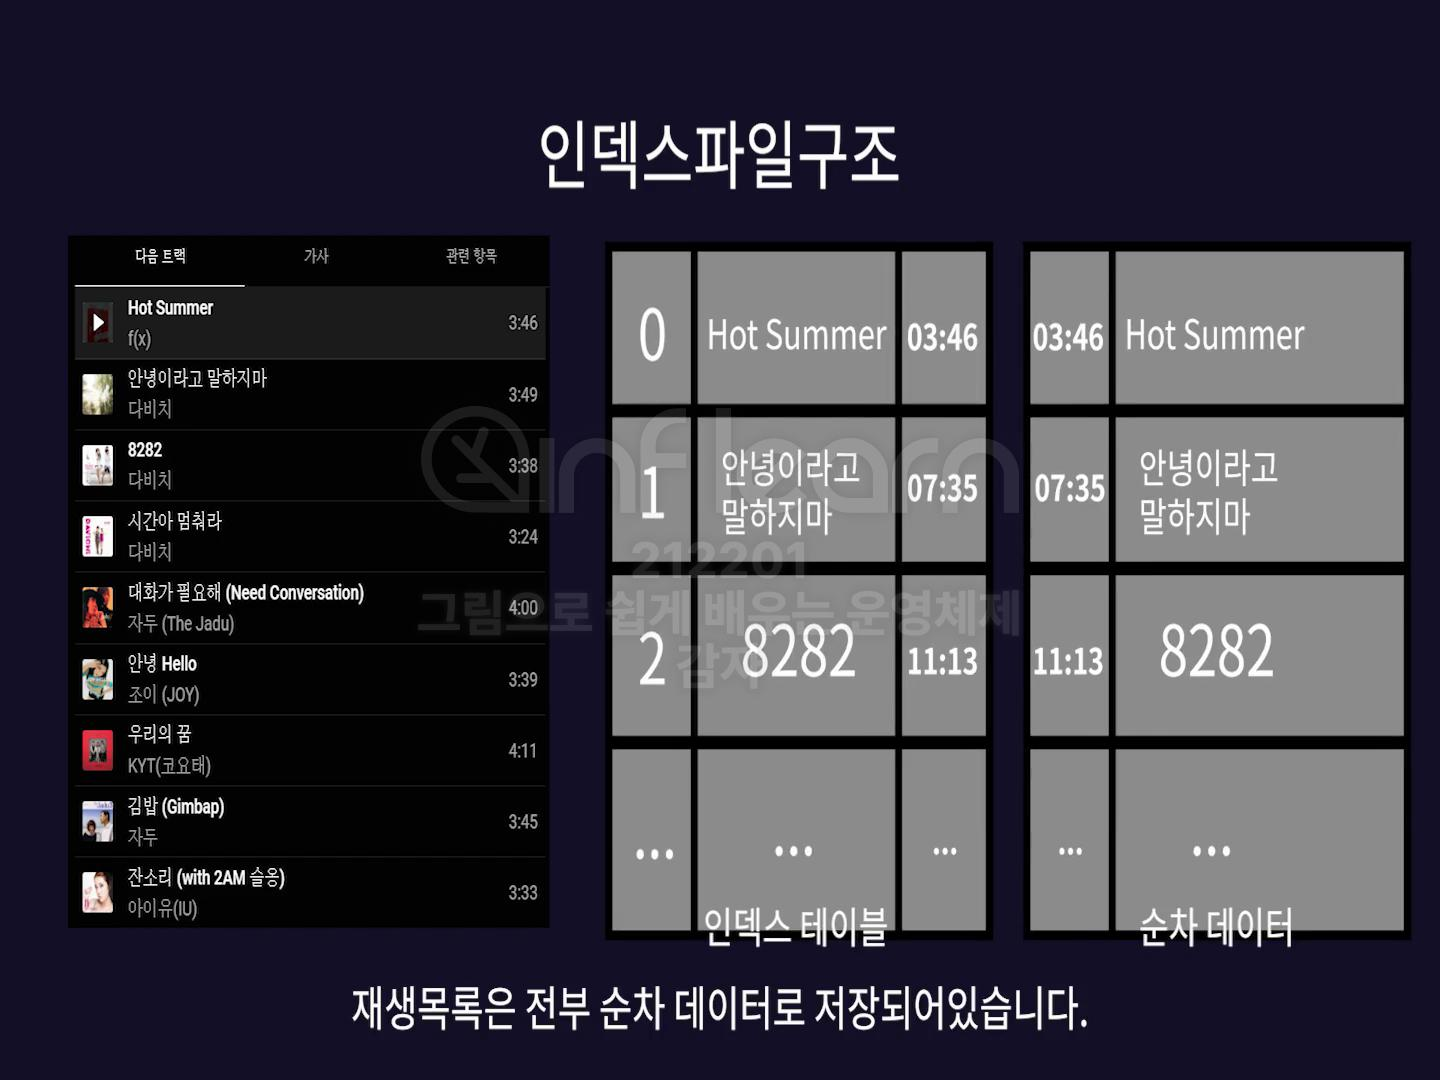 인덱스파일구조
다음 트랙
가사
관련 항목
Hot Summer
f(x)
3:46
안녕이라고 말하지마
다비치
3:49
8282
다비치
3:38
시간아 멈춰라
다비치
3:24
대화가 필요해 (Need Conversation)
자두 (The Jadu)
4:00
안녕 Hello
조이 (JOY)
3:39
우리의 꿈
KYT(코요태)
4:11
김밥 (Gimbap)
자두
3:45
잔소리 (with 2AM 슬옹)
아이유(IU)
3:33
0
Hot Summer
03:46
1
안녕이라고
말하지마
07:35
2
8282
11:13
...
...
...
인덱스 테이블
03:46
Hot Summer
07:35
안녕이라고
말하지마
11:13
8282
...
...
순차 데이터
inflearn
212201
그림으로 쉽게 배우는 운영체제
감자
재생목록은 전부 순차 데이터로 저장되어있습니다.